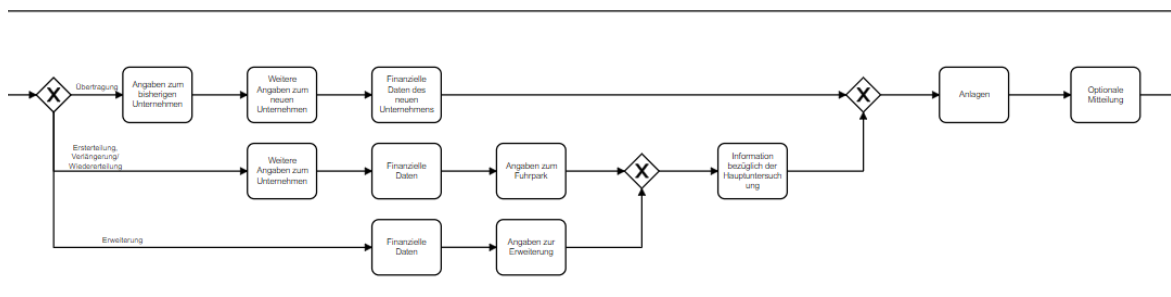 Übertragung
Angaben zum
bisherigen
Unternehmen
Weitere
Angaben zum
neuen
Unternehmen
Finanzielle
Daten des
neuen
Unternehmens
X
X
Anlagen
Optionale
Mitteilung
Ersterteilung,
Verlängerung/
Wiedererteilung
Weitere
Angaben zum
Unternehmen
Finanzielle
Daten
Angaben zum
Fuhrpark
X
Information
bezüglich der
Hauptuntersuch
ung
Erweiterung
Finanzielle
Daten
Angaben zur
Erweiterung